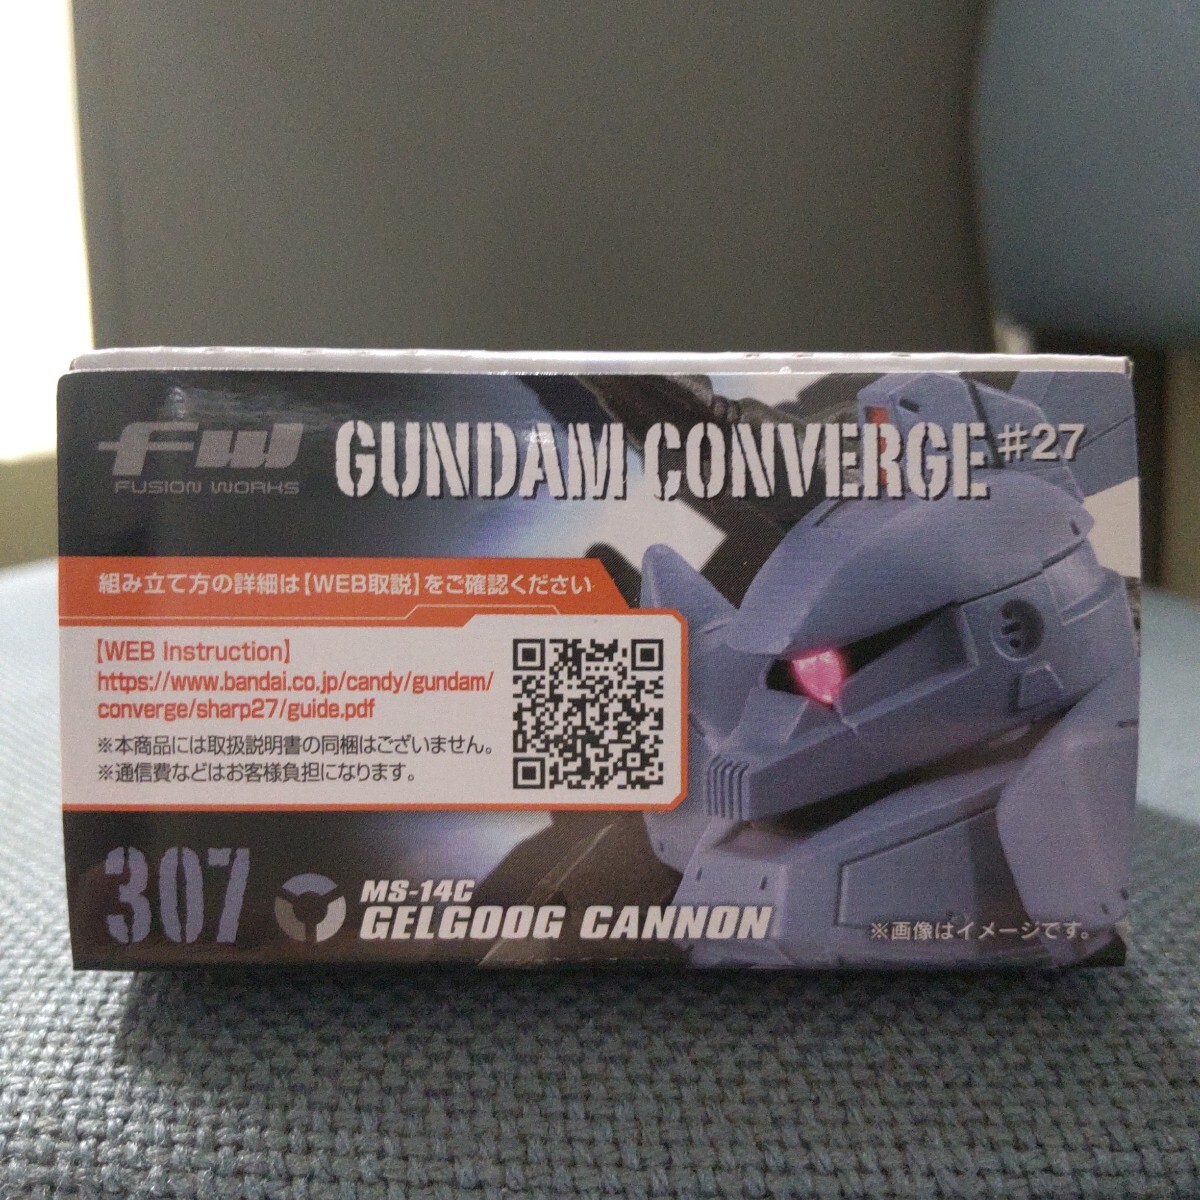 FW
FUSION WORKS
GUNDAM CONVERGE #27
組み立て方の詳細は【WEB取説】をご確認ください
【WEB Instruction】
https://www.bandai.co.jp/candy/gundam/
converge/sharp27/guide.pdf
※本商品には取扱説明書の同梱はございません。
※通信費などはお客様負担になります。
307
MS-14C
GELGOOG CANNON
※画像はイメージです。